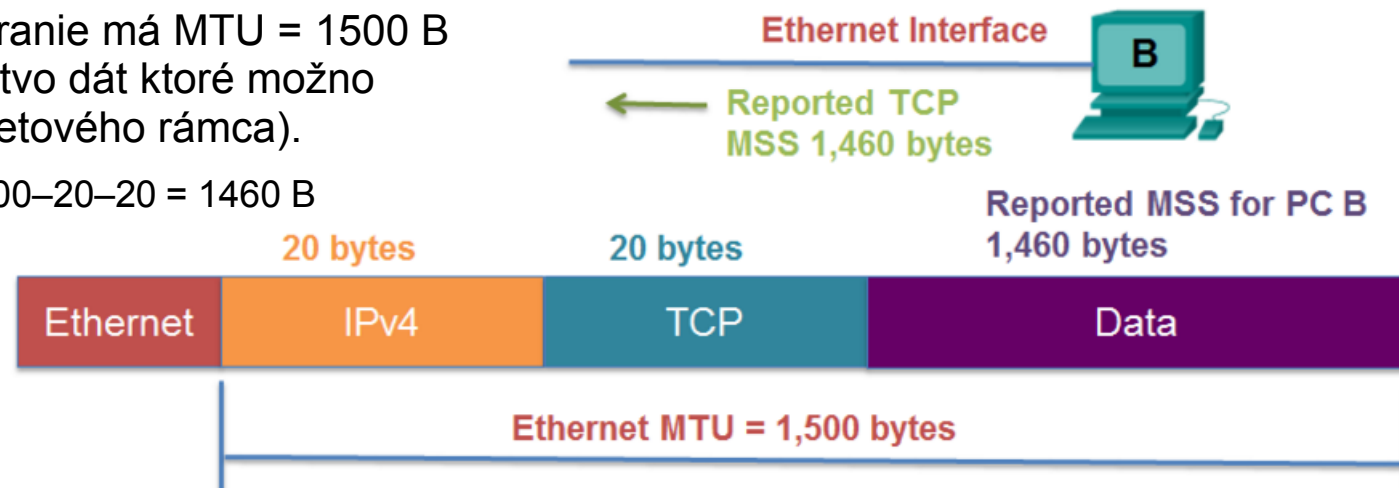 ranie má MTU = 1500 B
tvo dát ktoré možno
etového rámca).
00–20–20 = 1460 B
Ethernet Interface
B
Reported TCP
MSS 1,460 bytes
Reported MSS for PC B
1,460 bytes
20 bytes
20 bytes
Ethernet
IPv4
TCP
Data
Ethernet MTU = 1,500 bytes